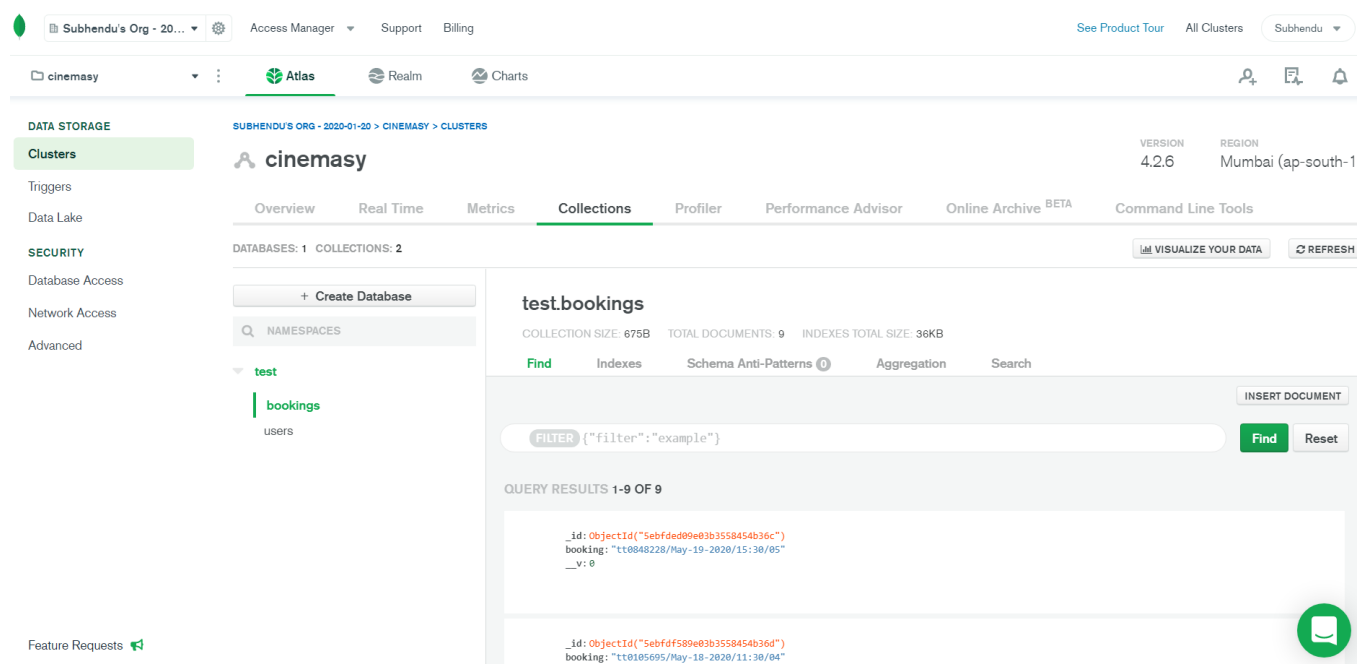 Subhendu's Org - 20... Access Manager Support Billing See Product Tour All Clusters Subhendu
cinemasy Atlas Realm Charts
DATA STORAGE
Clusters
Triggers
Data Lake
SECURITY
Database Access
Network Access
Advanced
Feature Requests
SUBHENDU'S ORG - 2020-01-20 > CINEMASY > CLUSTERS
cinemasy
VERSION REGION
4.2.6 Mumbai (ap-south-1
Overview Real Time Metrics Collections Profiler Performance Advisor Online Archive BETA Command Line Tools
DATABASES: 1 COLLECTIONS: 2 VISUALIZE YOUR DATA REFRESH
+ Create Database
NAMESPACES
test
bookings
users
test.bookings
COLLECTION SIZE: 675B TOTAL DOCUMENTS: 9 INDEXES TOTAL SIZE: 36KB
Find Indexes Schema Anti-Patterns 0 Aggregation Search
INSERT DOCUMENT
FILTER {"filter":"example"} Find Reset
QUERY RESULTS 1-9 OF 9
_id: ObjectId("5ebfded09e03b3558454b36c")
booking: "tt0848228/May-19-2020/15:30/05"
__v: 0
_id: ObjectId("5ebfdf589e03b3558454b36d")
booking: "tt0105695/May-18-2020/11:30/04"